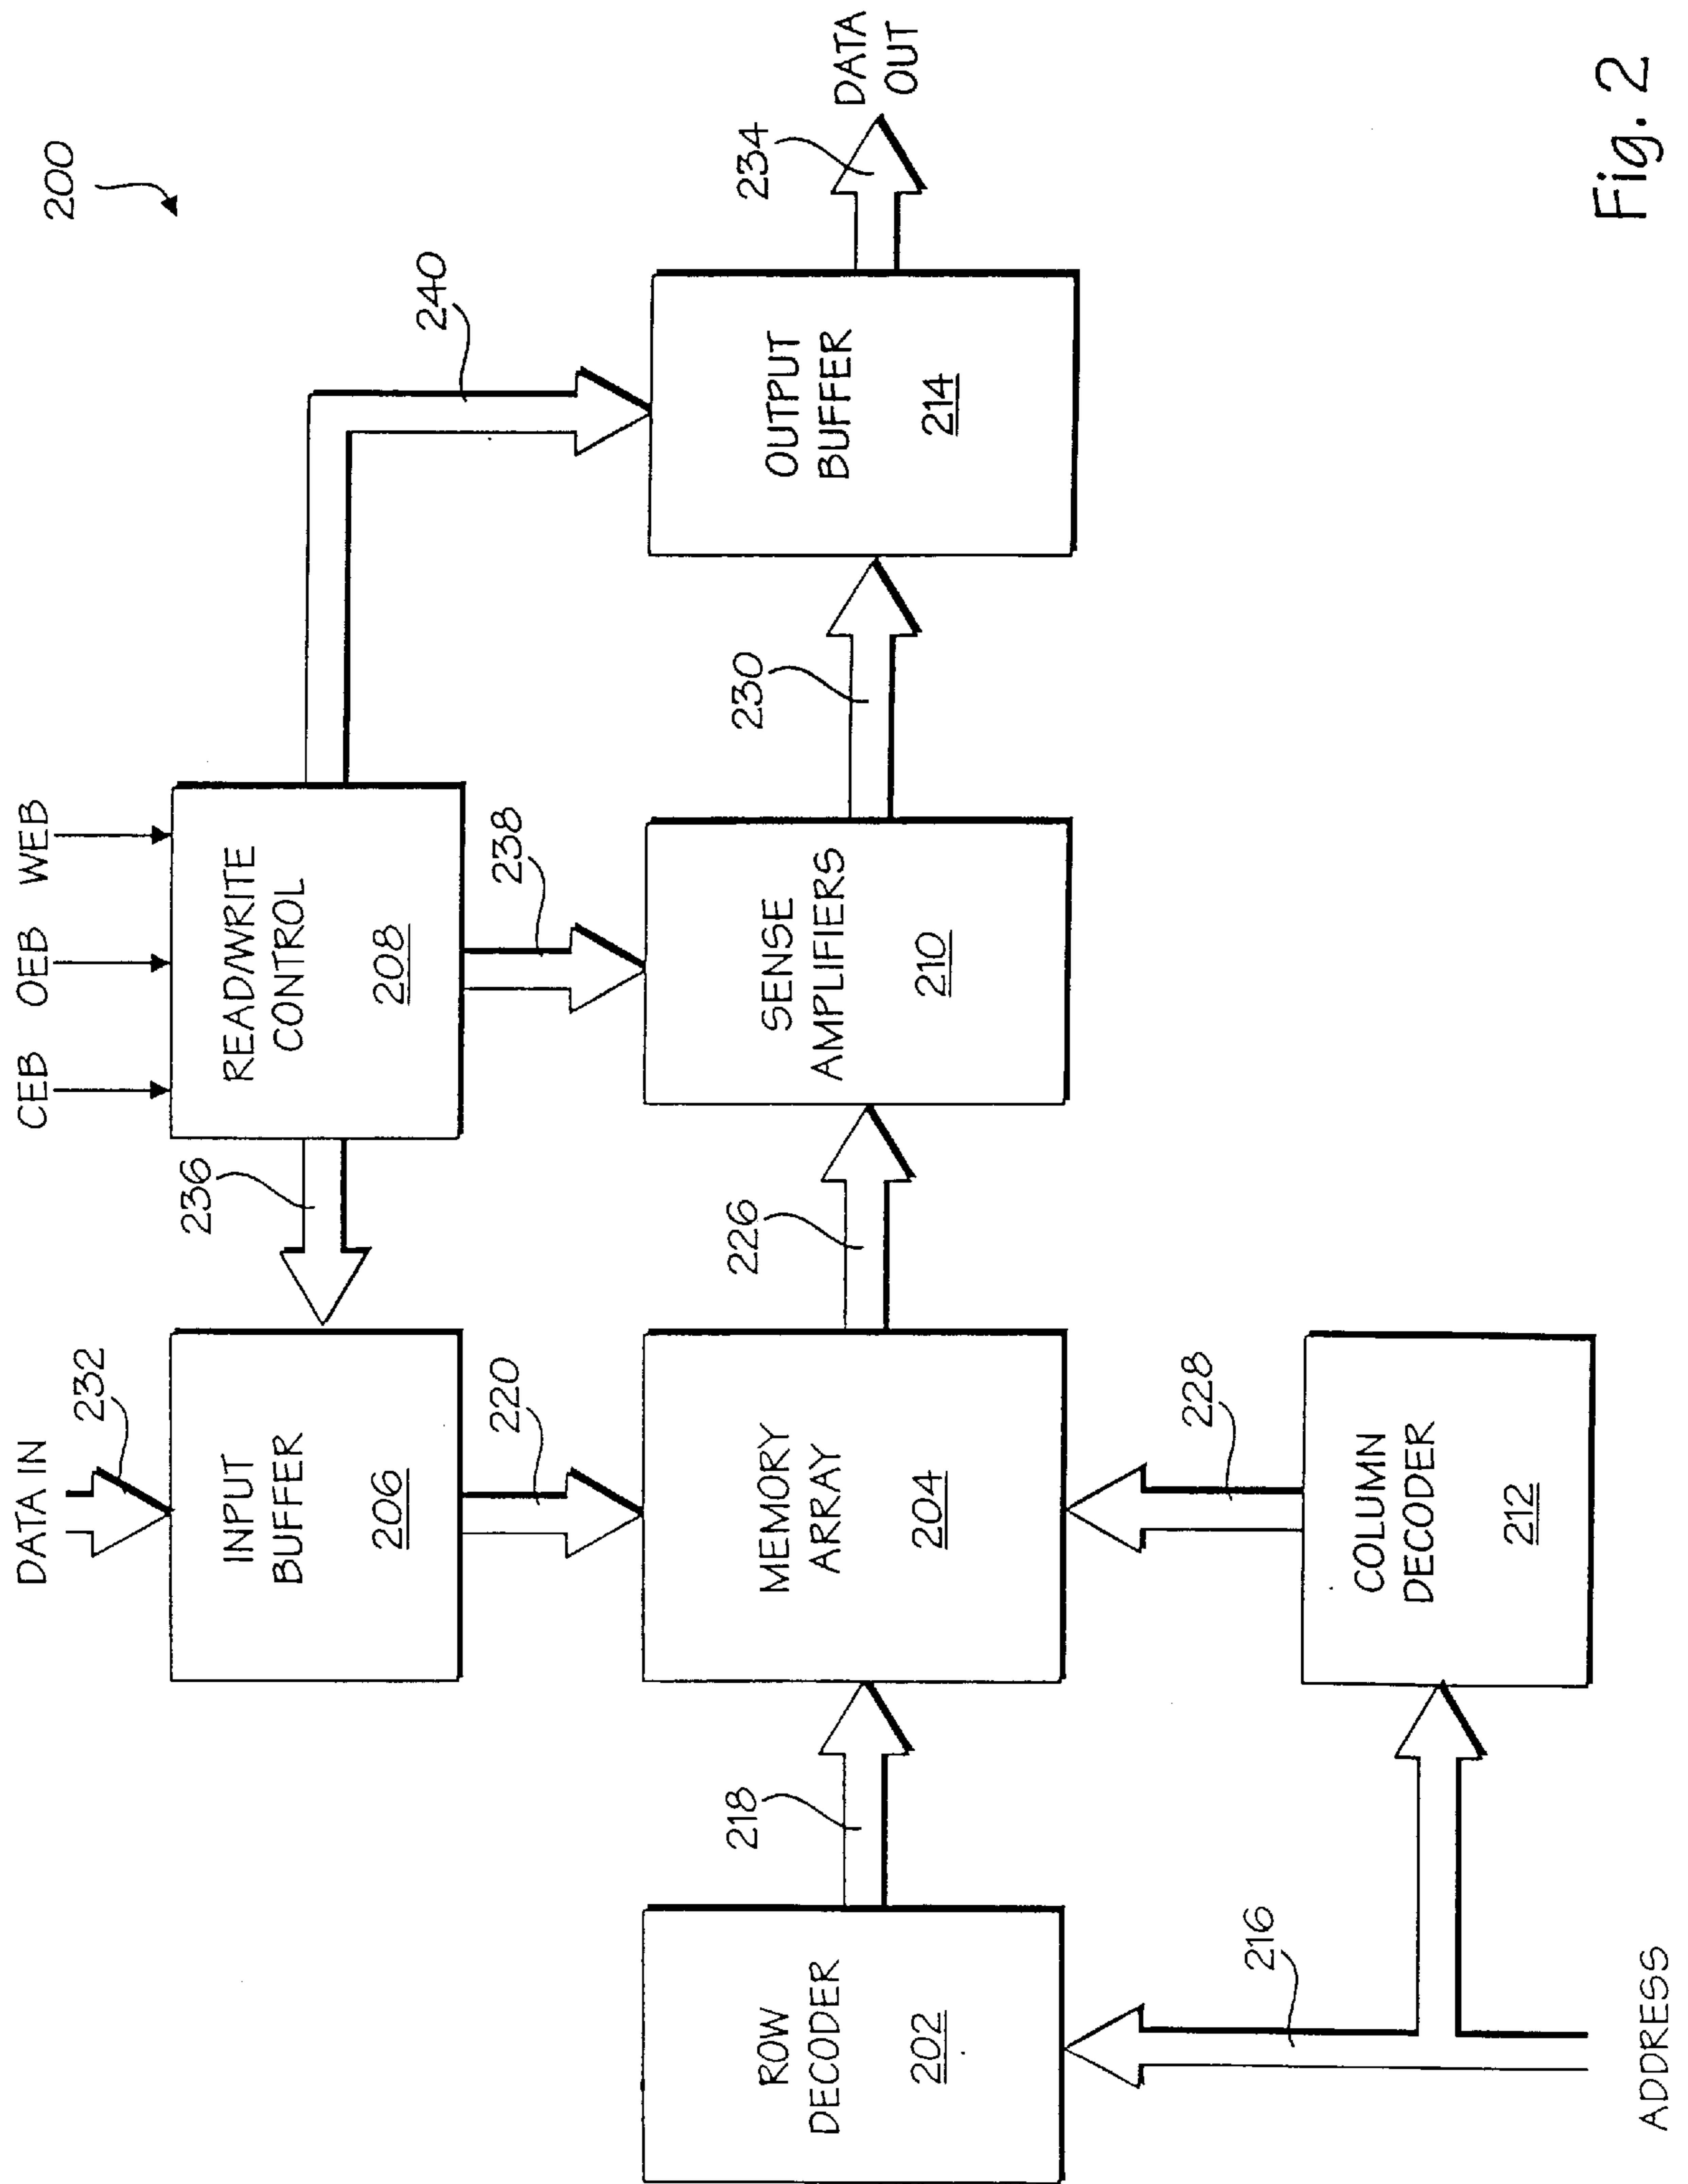 200
DATA IN
CEB OEB WEB
232
236
INPUT
BUFFER
206
READ/WRITE
CONTROL
208
240
220
238
218
226
230
234
DATA
OUT
ROW
DECODER
202
MEMORY
ARRAY
204
SENSE
AMPLIFIERS
210
OUTPUT
BUFFER
214
216
228
COLUMN
DECODER
212
ADDRESS
Fig. 2